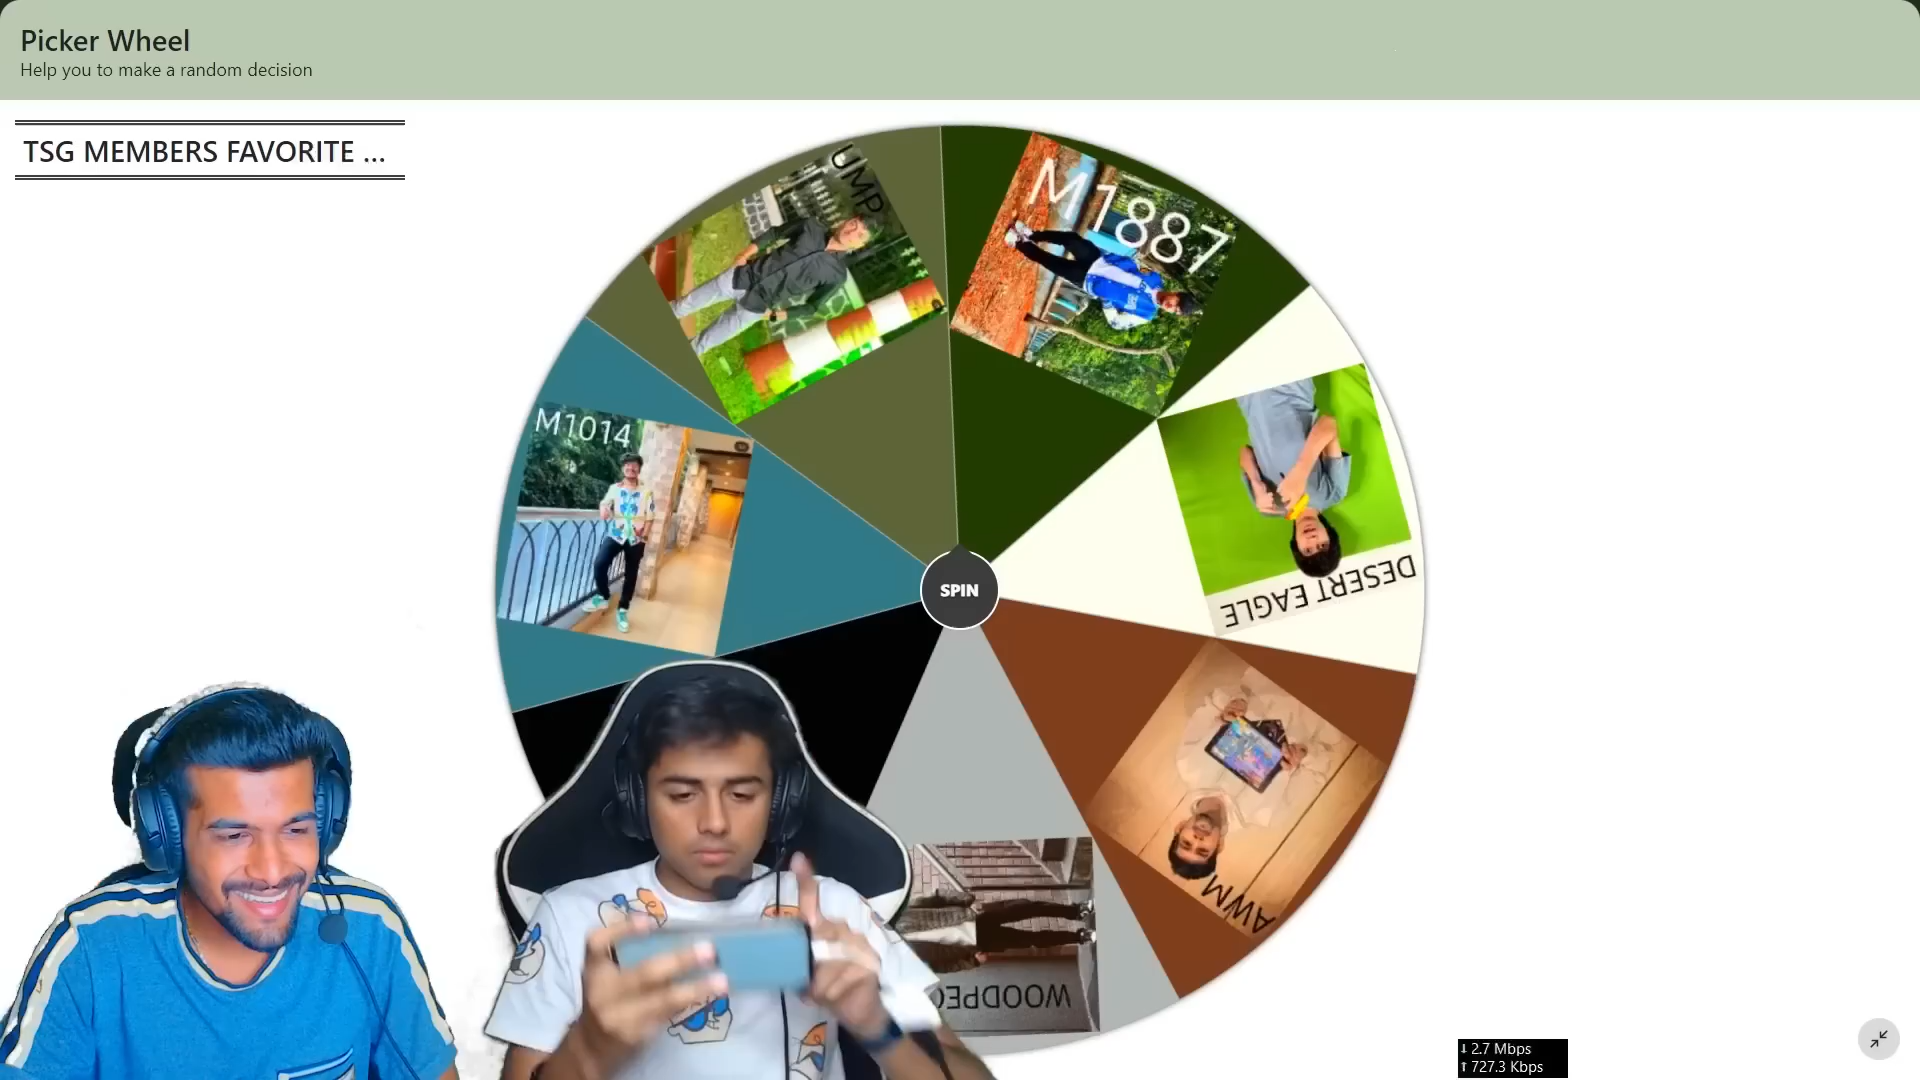 Picker Wheel
Help you to make a random decision
TSG MEMBERS FAVORITE ...
UMP
M1887
M1014
DESERT EAGLE
SPIN
AWM
↓ 2.7 Mbps
↑ 727.3 Kbps